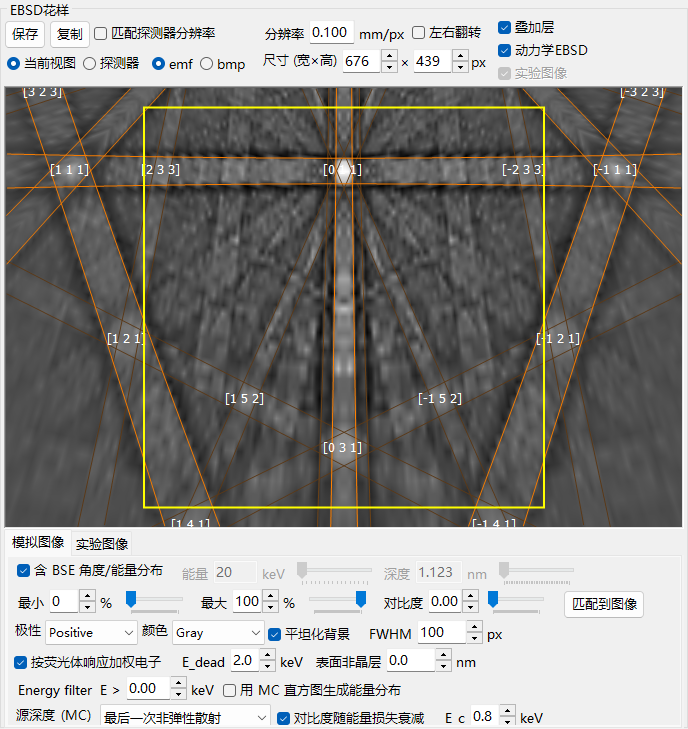 EBSD花样
保存 复制 匹配探测器分辨率 分辨率 0.100 mm/px 左右翻转 叠加层
当前视图 探测器 emf bmp 尺寸 (宽×高) 676 × 439 px 动力学EBSD
实验图像
[3 2 3] [-3 2 3]
[1 1 1] [2 3 3] [0 1] [-2 3 3] [-1 1 1]
[1 2 1] [-1 2 1]
[1 5 2] [-1 5 2]
[0 3 1]
[1 4 1] [-1 4 1]
模拟图像 实验图像
含 BSE 角度/能量分布 能量 20 keV 深度 1.123 nm
最小 0 % 最大 100 % 对比度 0.00 匹配到图像
极性 Positive 颜色 Gray 平坦化背景 FWHM 100 px
按荧光体响应加权电子 E_dead 2.0 keV 表面非晶层 0.0 nm
Energy filter E > 0.00 keV 用 MC 直方图生成能量分布
源深度 (MC) 最后一次非弹性散射 对比度随能量损失衰减 E c 0.8 keV